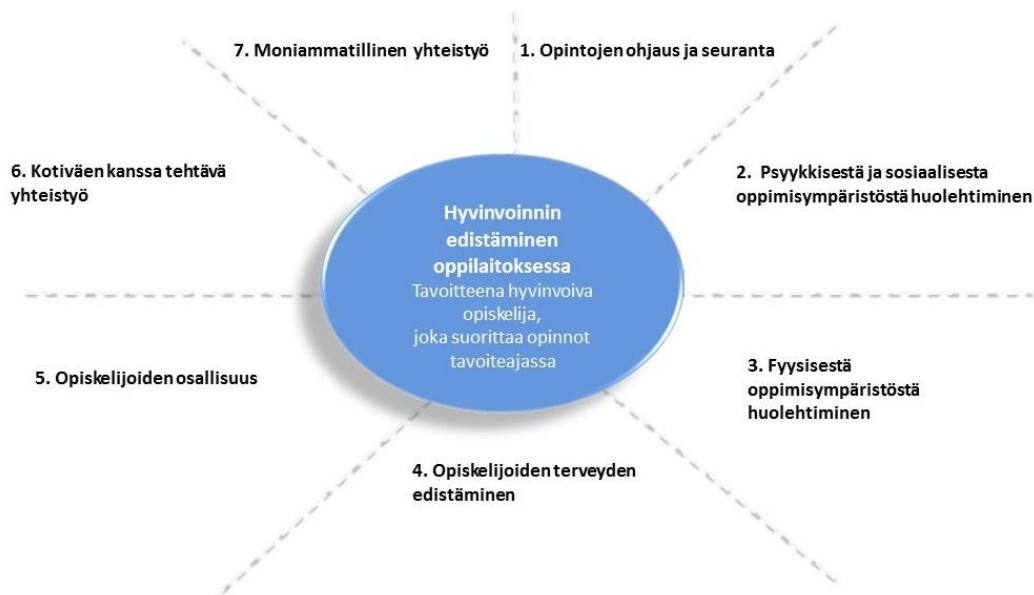 7. Moniammatillinen yhteistyö
1. Opintojen ohjaus ja seuranta
6. Kotiväen kanssa tehtävä
yhteistyö
2. Psyykkisestä ja sosiaalisesta
oppimisympäristöstä huolehtiminen
Hyvinvoinnin
edistäminen
oppilaitoksessa
Tavoitteena hyvinvoiva
opiskelija,
joka suorittaa opinnot
tavoiteajassa
5. Opiskelijoiden osallisuus
3. Fyysisestä
oppimisympäristöstä
huolehtiminen
4. Opiskelijoiden terveyden
edistäminen